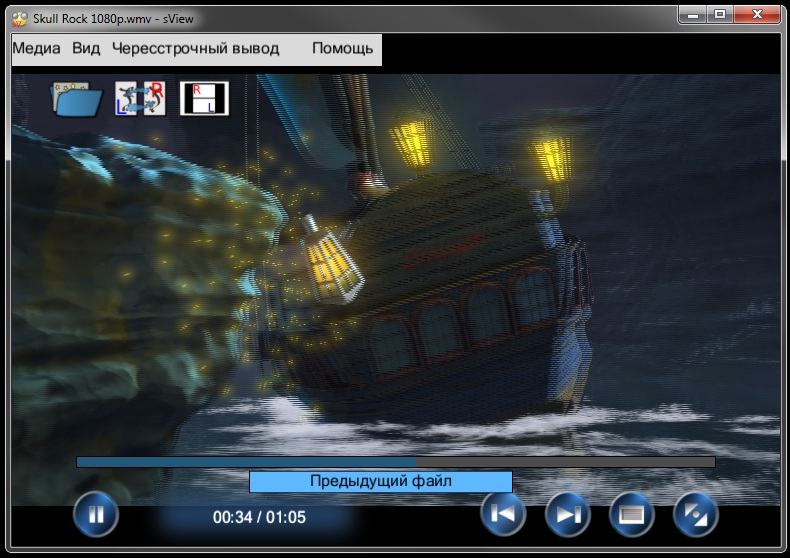 Skull Rock 1080p.wmv - sView
Медиа Вид Чересстрочный вывод Помощь
R
L
R
L
Предыдущий файл
00:34 / 01:05